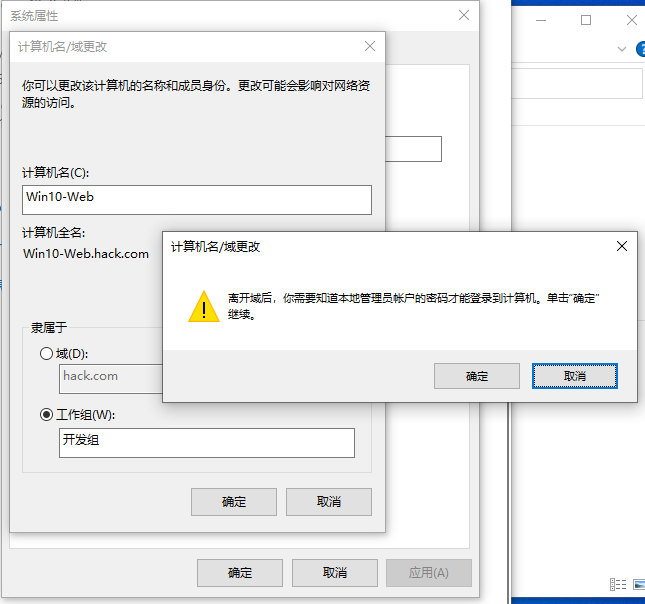 系统属性
计算机名/域更改
你可以更改该计算机的名称和成员身份。更改可能会影响对网络资
源的访问。
计算机名(C):
Win10-Web
计算机全名:
Win10-Web.hack.com
计算机名/域更改
离开域后，你需要知道本地管理员帐户的密码才能登录到计算机。单击“确定”
继续。
确定
取消
隶属于
域(D):
hack.com
工作组(W):
开发组
确定
取消
确定
取消
应用(A)